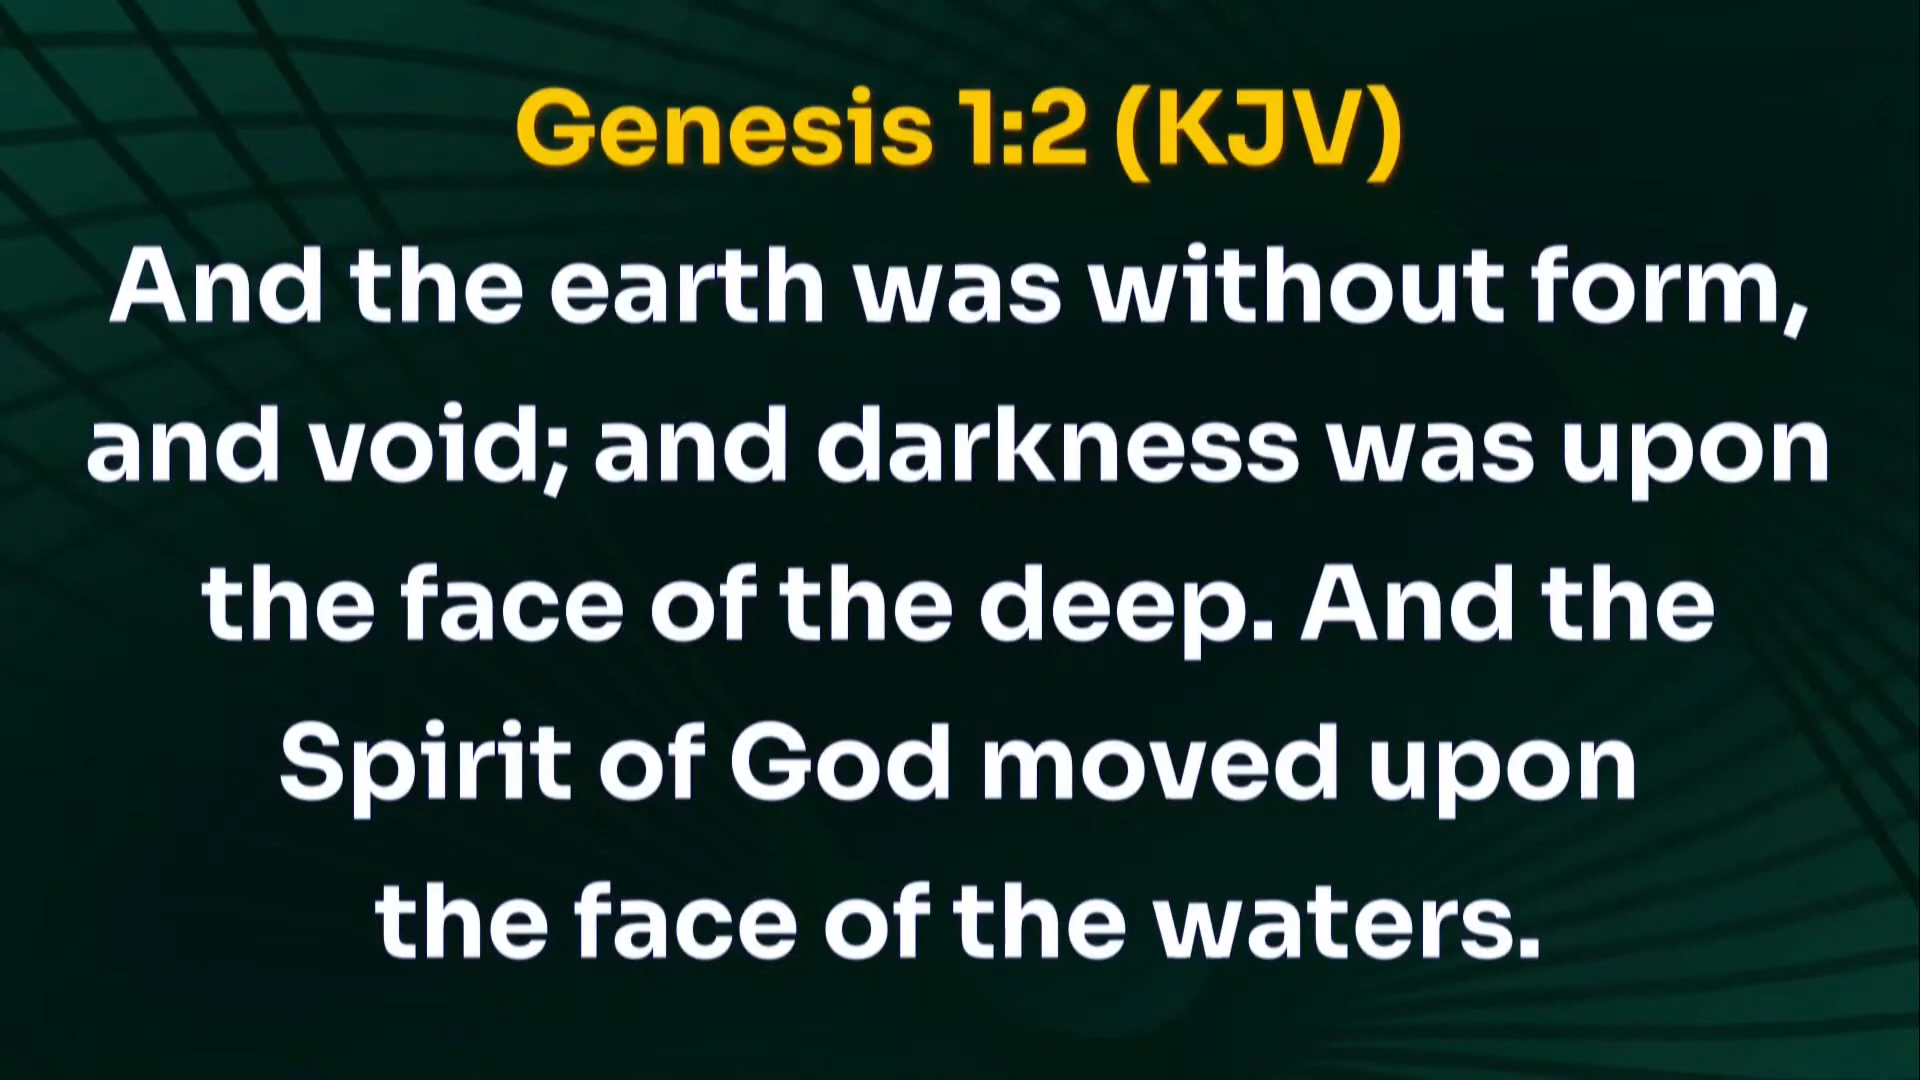 Genesis 1:2 (KJV)
And the earth was without form,
and void; and darkness was upon
the face of the deep. And the
Spirit of God moved upon
the face of the waters.